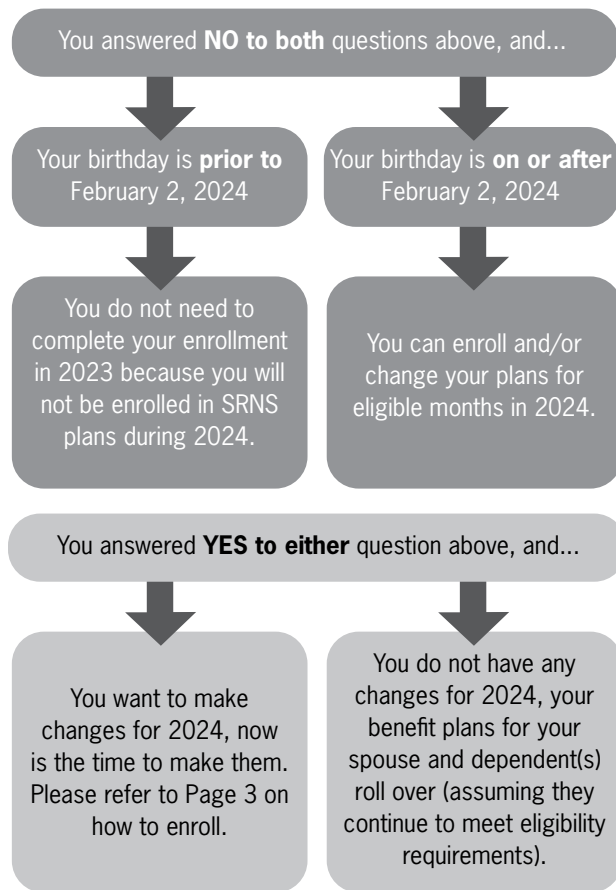 You answered NO to both questions above, and...
Your birthday is prior to
February 2, 2024
Your birthday is on or after
February 2, 2024
You do not need to
complete your enrollment
in 2023 because you will
not be enrolled in SRNS
plans during 2024.
You can enroll and/or
change your plans for
eligible months in 2024.
You answered YES to either question above, and...
You want to make
changes for 2024, now
is the time to make them.
Please refer to Page 3 on
how to enroll.
You do not have any
changes for 2024, your
benefit plans for your
spouse and dependent(s)
roll over (assuming they
continue to meet eligibility
requirements).